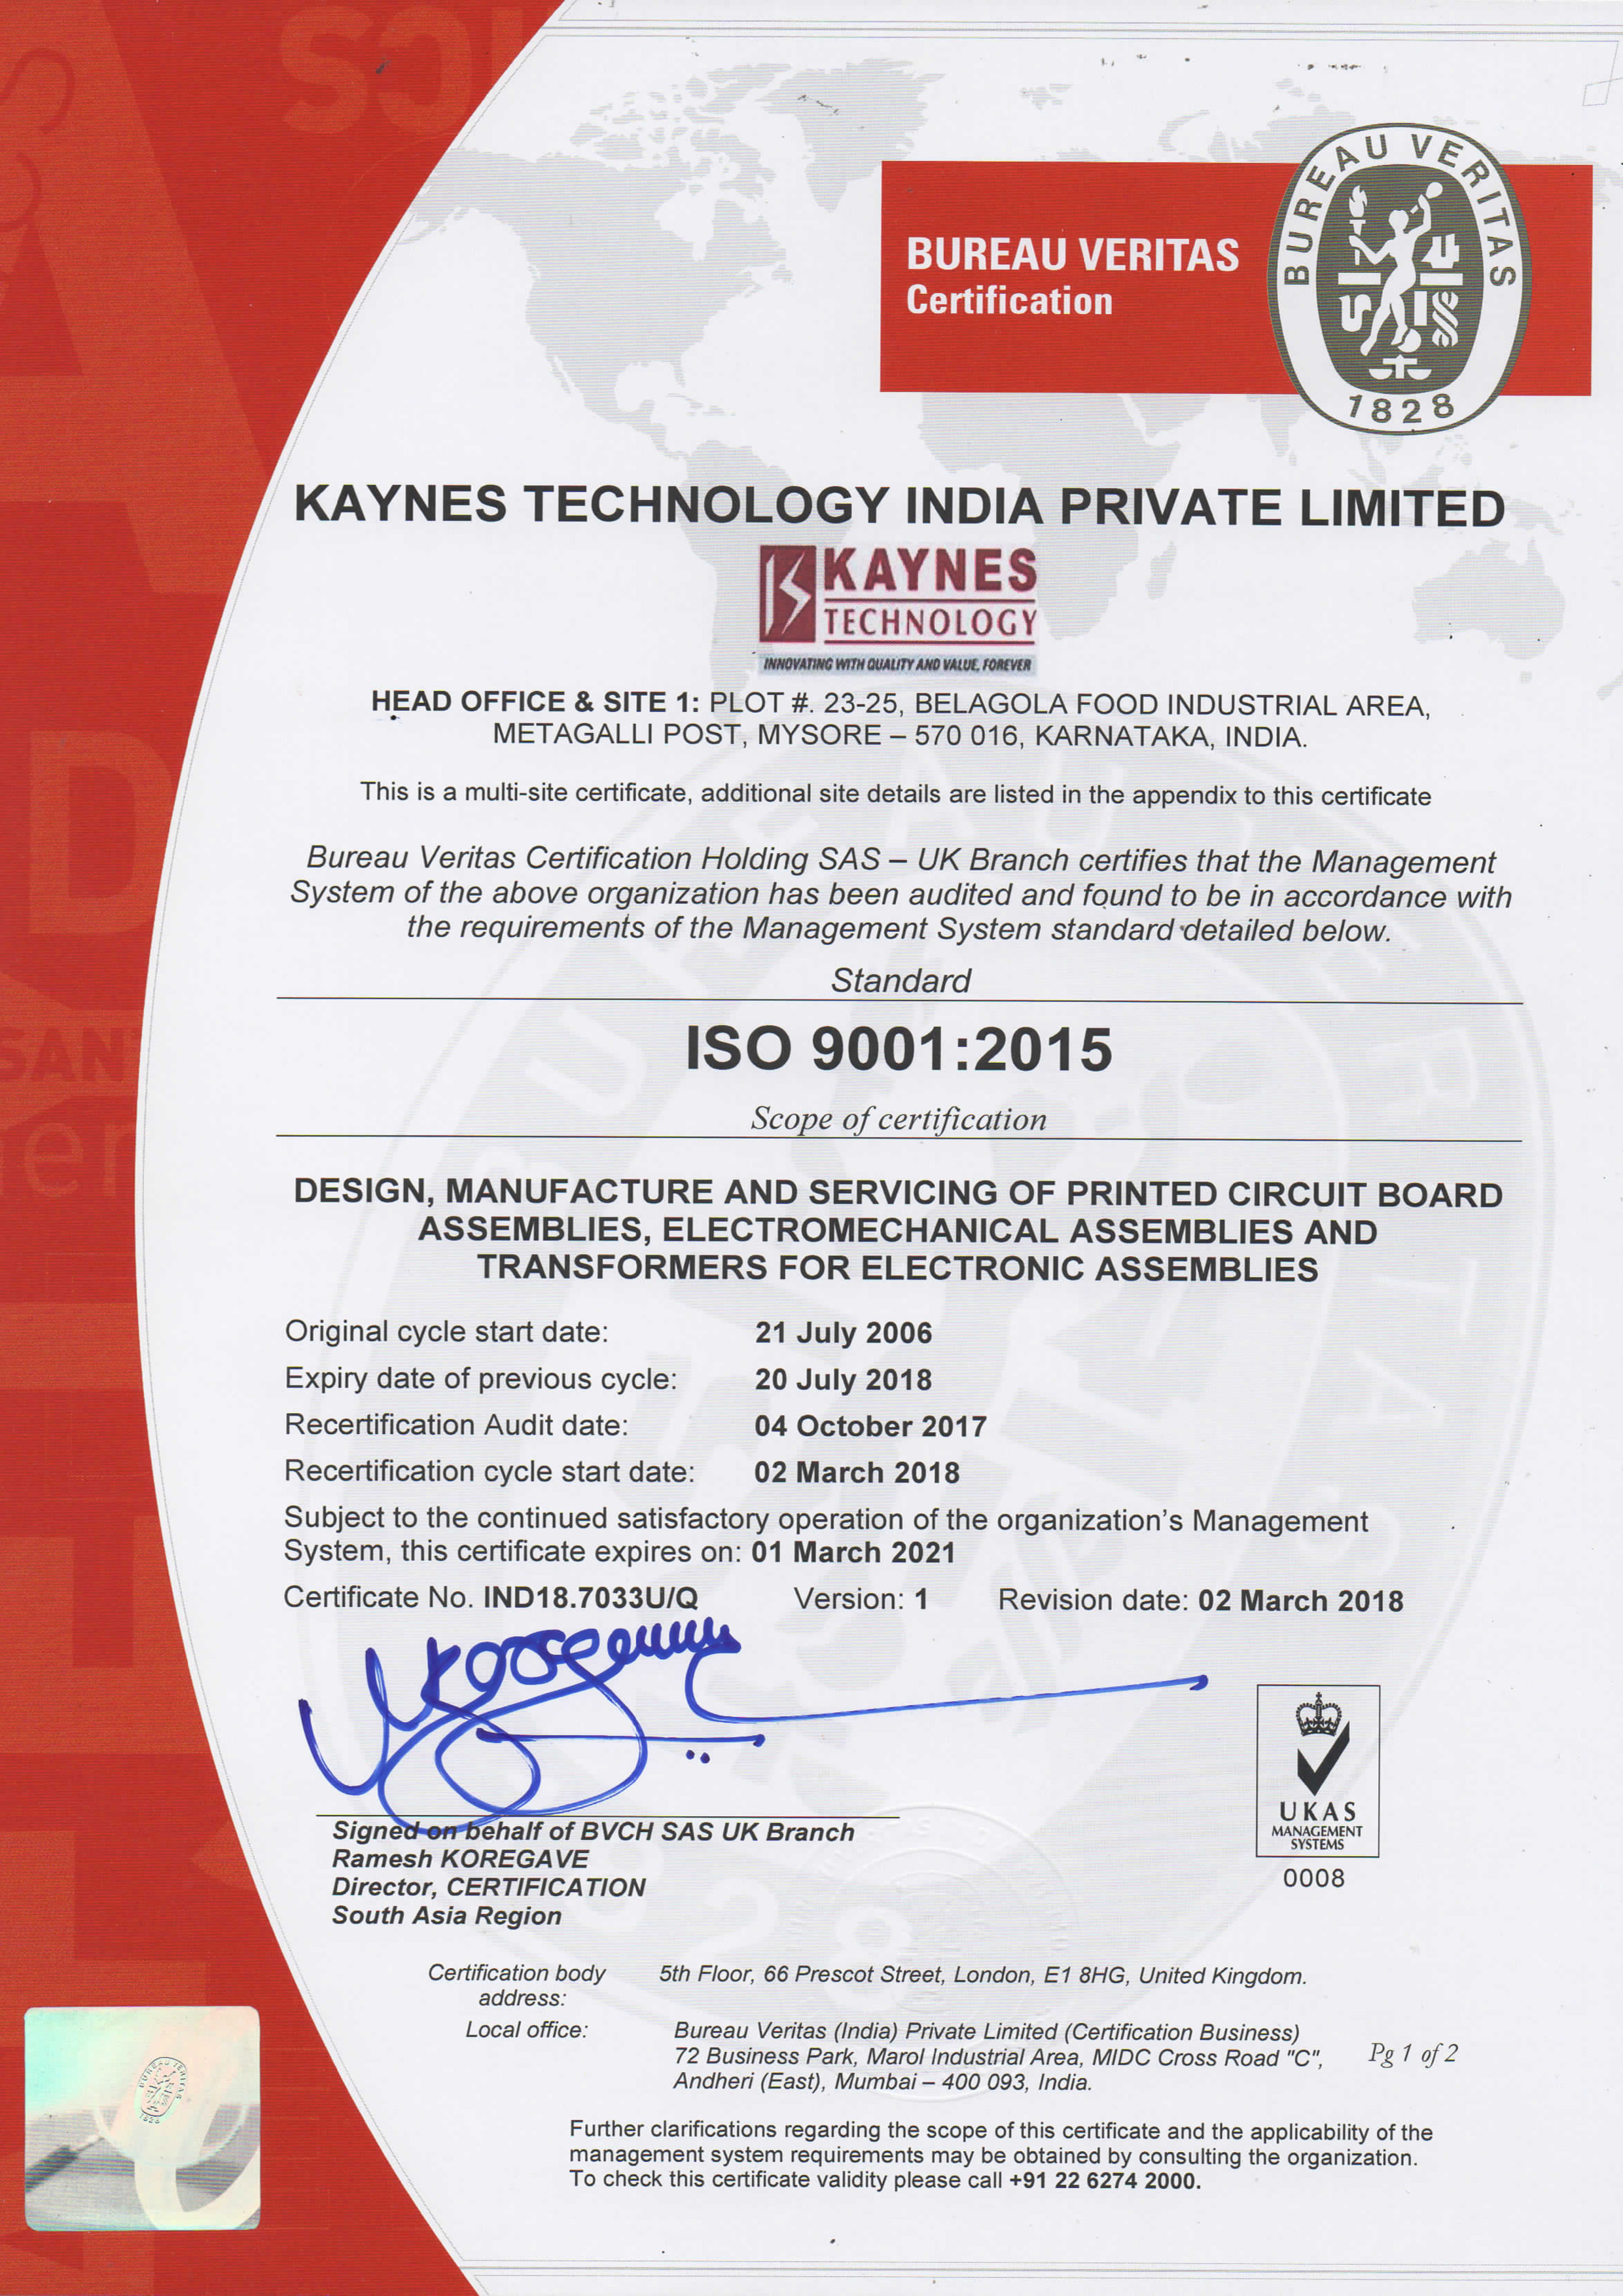 BUREAU VERITAS
Certification
BUREAU VERITAS
1828
KAYNES TECHNOLOGY INDIA PRIVATE LIMITED
KAYNES
TECHNOLOGY
INNOVATING WITH QUALITY AND VALUE, FOREVER
HEAD OFFICE & SITE 1: PLOT #. 23-25, BELAGOLA FOOD INDUSTRIAL AREA,
METAGALLI POST, MYSORE – 570 016, KARNATAKA, INDIA.
This is a multi-site certificate, additional site details are listed in the appendix to this certificate
Bureau Veritas Certification Holding SAS – UK Branch certifies that the Management
System of the above organization has been audited and found to be in accordance with
the requirements of the Management System standard detailed below.
Standard
ISO 9001:2015
Scope of certification
DESIGN, MANUFACTURE AND SERVICING OF PRINTED CIRCUIT BOARD
ASSEMBLIES, ELECTROMECHANICAL ASSEMBLIES AND
TRANSFORMERS FOR ELECTRONIC ASSEMBLIES
Original cycle start date: 21 July 2006
Expiry date of previous cycle: 20 July 2018
Recertification Audit date: 04 October 2017
Recertification cycle start date: 02 March 2018
Subject to the continued satisfactory operation of the organization's Management
System, this certificate expires on: 01 March 2021
Certificate No. IND18.7033U/Q Version: 1 Revision date: 02 March 2018
Signed on behalf of BVCH SAS UK Branch
Ramesh KOREGAVE
Director, CERTIFICATION
South Asia Region
UKAS
MANAGEMENT
SYSTEMS
0008
Certification body address: 5th Floor, 66 Prescot Street, London, E1 8HG, United Kingdom.
Local office: Bureau Veritas (India) Private Limited (Certification Business)
72 Business Park, Marol Industrial Area, MIDC Cross Road "C",
Andheri (East), Mumbai – 400 093, India.
Pg 1 of 2
Further clarifications regarding the scope of this certificate and the applicability of the
management system requirements may be obtained by consulting the organization.
To check this certificate validity please call +91 22 6274 2000.
BUREAU VERITAS
1828